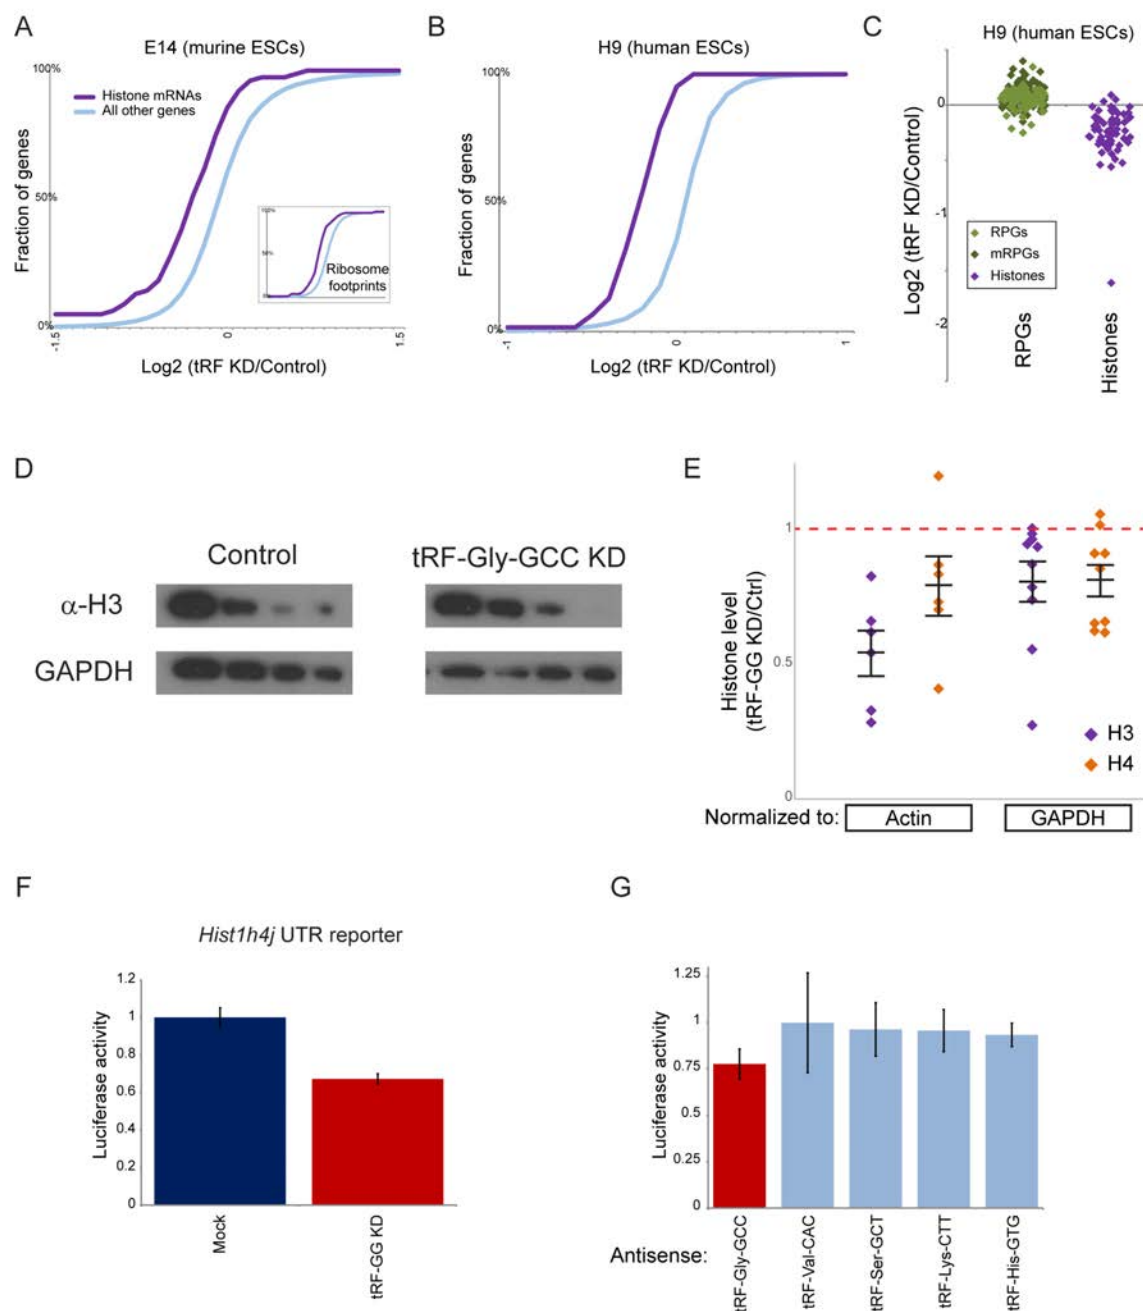 A
E14 (murine ESCs)
100%
50%
0%
Histone mRNAs
All other genes
Fraction of genes
100%
50%
0%
Ribosome
footprints
-1.5
0
1.5
Log2 (tRF KD/Control)
B
H9 (human ESCs)
100%
50%
0%
Fraction of genes
-1
0
1
Log2 (tRF KD/Control)
C
H9 (human ESCs)
0
-1
-2
Log2 (tRF KD/Control)
RPGs
mRPGs
Histones
RPGs
Histones
D
Control
tRF-Gly-GCC KD
α-H3
GAPDH
E
1
0.5
0
Histone level
(tRF-GG KD/Ctrl)
H3
H4
Normalized to:
Actin
GAPDH
F
Hist1h4j UTR reporter
1.2
1
0.8
0.6
0.4
0.2
0
Luciferase activity
Mock
tRF-GG KD
G
1.25
1
0.75
0.5
0.25
0
Luciferase activity
Antisense:
tRF-Gly-GCC
tRF-Val-CAC
tRF-Ser-GCT
tRF-Lys-CTT
tRF-His-GTG